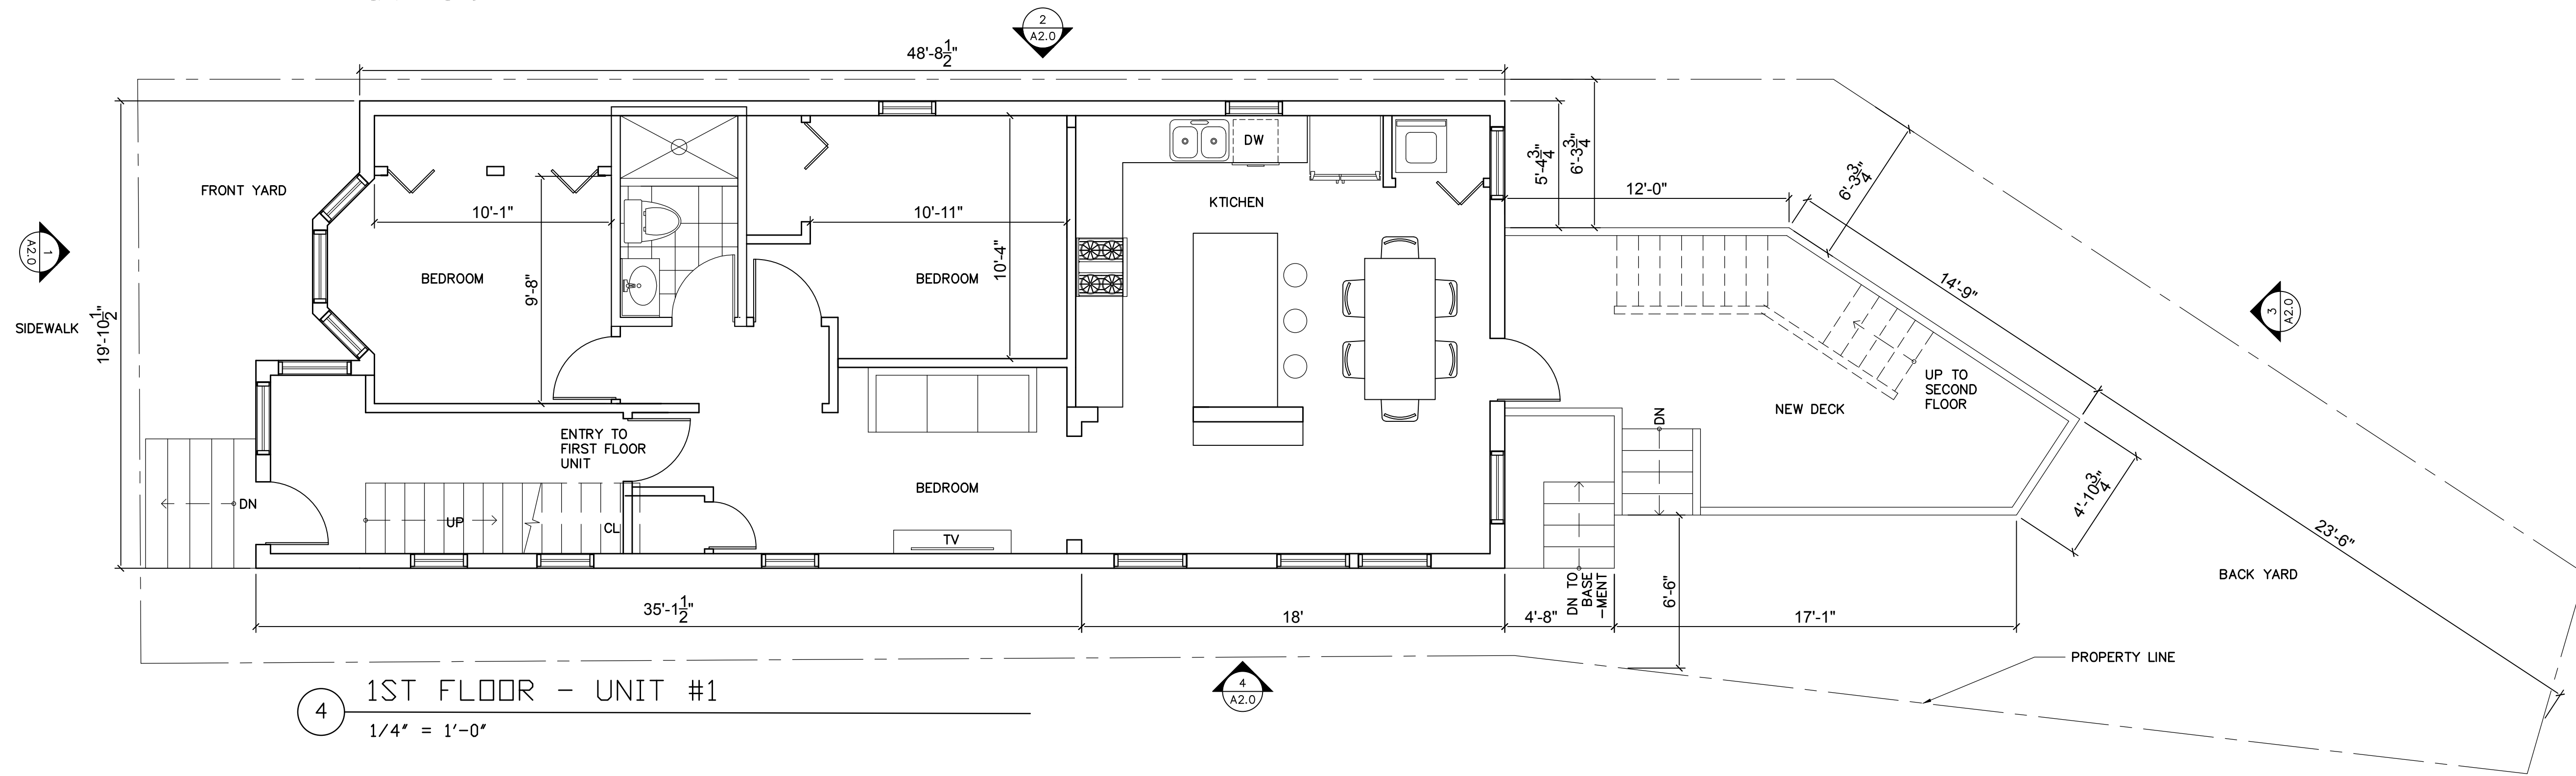 2
A2.0
48'-8 1/2"
FRONT YARD
1
A2.0
SIDEWALK
19'-10 1/2"
10'-1"
BEDROOM
9'-8"
10'-11"
BEDROOM
10'-4"
DW
KTICHEN
5'-4 3/4"
6'-3 3/4"
12'-0"
6'-3 3/4"
14'-9"
3
A2.0
UP TO
SECOND
FLOOR
NEW DECK
DN
ENTRY TO
FIRST FLOOR
UNIT
BEDROOM
DN
UP
CL
TV
4'-10 3/4"
23'-6"
BACK YARD
DN TO
BASE
-MENT
6'-6"
35'-1 1/2"
18'
4'-8"
17'-1"
PROPERTY LINE
4
A2.0
4
1ST FLOOR - UNIT #1
1/4" = 1'-0"